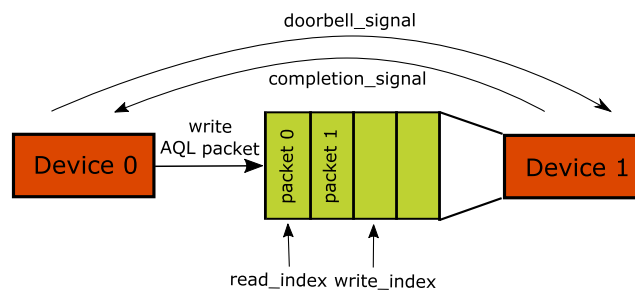 doorbell_signal
completion_signal
write
AQL packet
Device 0
packet 0
packet 1
Device 1
read_index write_index